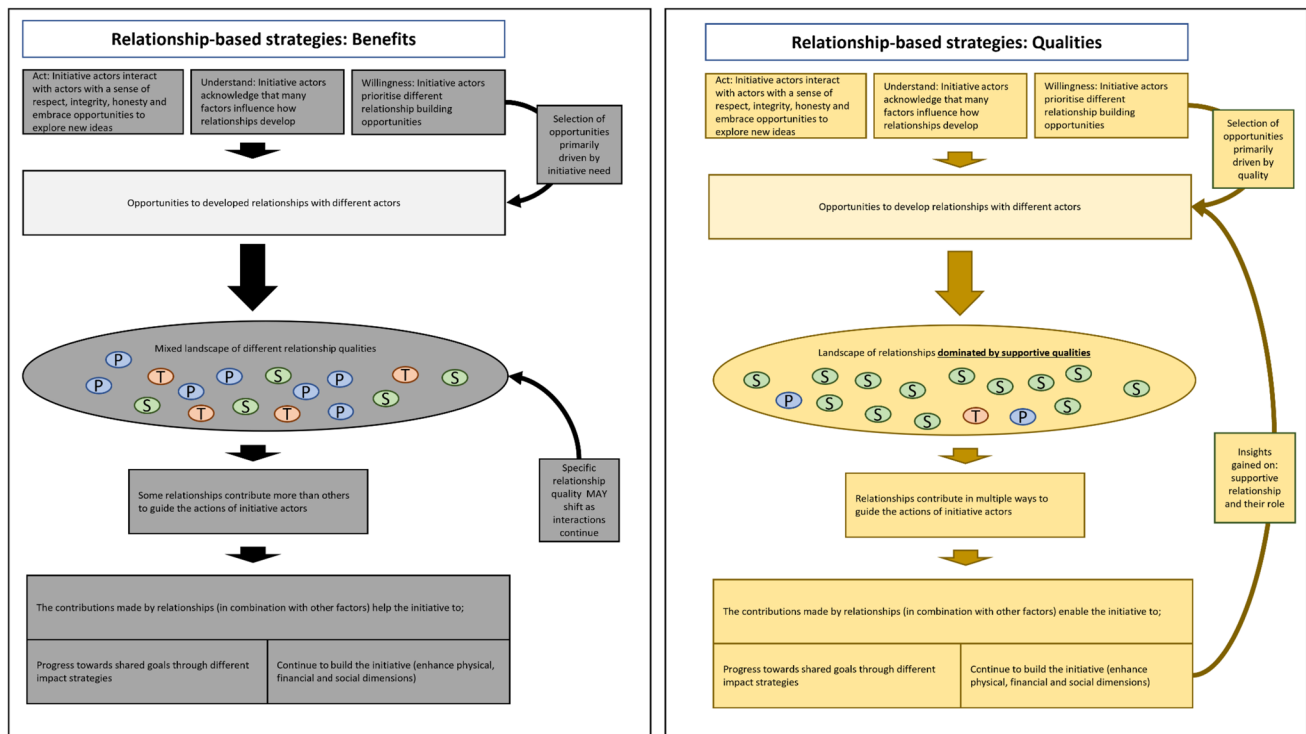 Relationship-based strategies: Benefits
Act: Initiative actors interact
with actors with a sense of
respect, integrity, honesty and
embrace opportunities to
explore new ideas
Understand: Initiative actors
acknowledge that many
factors influence how
relationships develop
Willingness: Initiative actors
prioritise different
relationship building
opportunities
Selection of
opportunities
primarily
driven by
initiative need
Opportunities to developed relationships with different actors
Mixed landscape of different relationship qualities
P
P
T
P
P
S
P
P
T
S
S
T
S
T
P
S
Specific
relationship
quality MAY
shift as
interactions
continue
Some relationships contribute more than others
to guide the actions of initiative actors
The contributions made by relationships (in combination with other factors) help the initiative to;
Progress towards shared goals through different
impact strategies
Continue to build the initiative (enhance physical,
financial and social dimensions)
Relationship-based strategies: Qualities
Act: Initiative actors interact
with actors with a sense of
respect, integrity, honesty and
embrace opportunities to
explore new ideas
Understand: Initiative actors
acknowledge that many
factors influence how
relationships develop
Willingness: Initiative actors
prioritise different
relationship building
opportunities
Selection of
opportunities
primarily
driven by
quality
Opportunities to develop relationships with different actors
Landscape of relationships dominated by supportive qualities
S
S
S
S
S
S
S
S
S
P
S
S
S
T
P
S
Insights
gained on:
supportive
relationship
and their role
Relationships contribute in multiple ways to
guide the actions of initiative actors
The contributions made by relationships (in combination with other factors) enable the initiative to;
Progress towards shared goals through different
impact strategies
Continue to build the initiative (enhance physical,
financial and social dimensions)